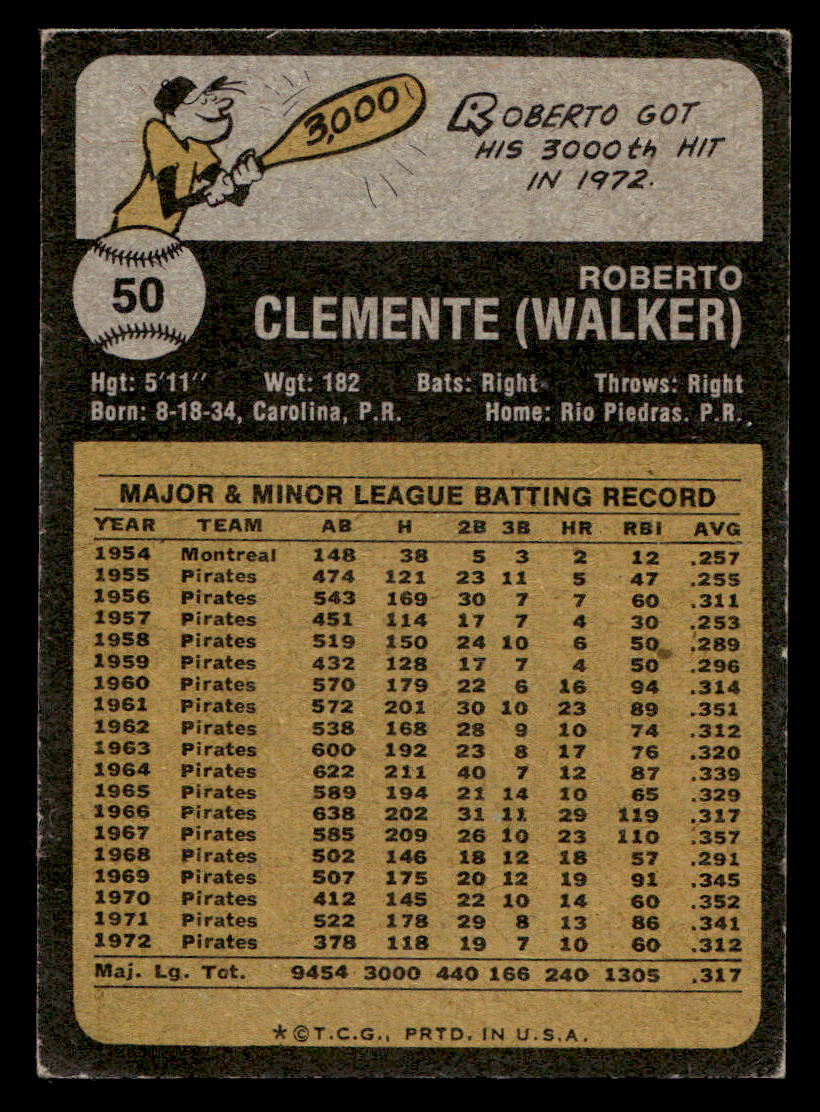 3,000
ROBERTO GOT
HIS 3000th HIT
IN 1972.
50
ROBERTO
CLEMENTE (WALKER)
Hgt: 5'11" Wgt: 182 Bats: Right Throws: Right
Born: 8-18-34, Carolina, P.R. Home: Rio Piedras. P.R.
MAJOR & MINOR LEAGUE BATTING RECORD
YEAR TEAM AB H 2B 3B HR RBI AVG
1954 Montreal 148 38 5 3 2 12 .257
1955 Pirates 474 121 23 11 5 47 .255
1956 Pirates 543 169 30 7 7 60 .311
1957 Pirates 451 114 17 7 4 30 .253
1958 Pirates 519 150 24 10 6 50 .289
1959 Pirates 432 128 17 7 4 50 .296
1960 Pirates 570 179 22 6 16 94 .314
1961 Pirates 572 201 30 10 23 89 .351
1962 Pirates 538 168 28 9 10 74 .312
1963 Pirates 600 192 23 8 17 76 .320
1964 Pirates 622 211 40 7 12 87 .339
1965 Pirates 589 194 21 14 10 65 .329
1966 Pirates 638 202 31 11 29 119 .317
1967 Pirates 585 209 26 10 23 110 .357
1968 Pirates 502 146 18 12 18 57 .291
1969 Pirates 507 175 20 12 19 91 .345
1970 Pirates 412 145 22 10 14 60 .352
1971 Pirates 522 178 29 8 13 86 .341
1972 Pirates 378 118 19 7 10 60 .312
Maj. Lg. Tot. 9454 3000 440 166 240 1305 .317
*©T.C.G., PRTD. IN U.S.A.